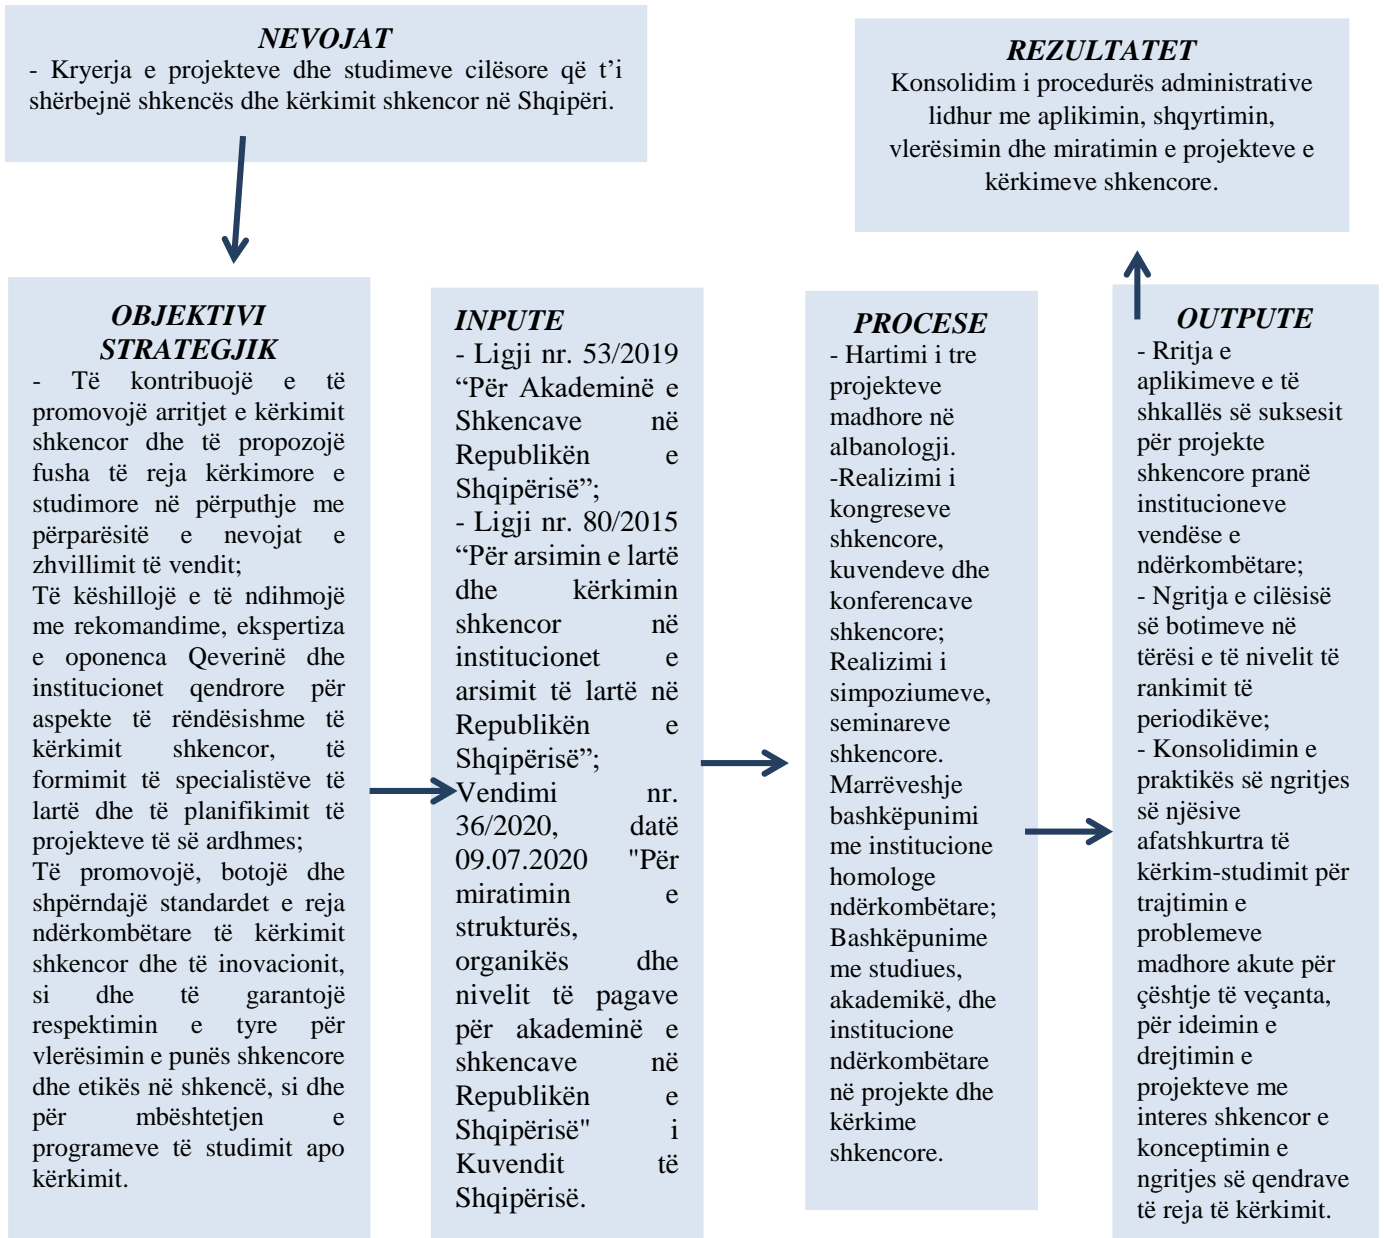 NEVOJAT
- Kryerja e projekteve dhe studimeve cilësore që t’i
shërbejnë shkencës dhe kërkimit shkencor në Shqipëri.
REZULTATET
Konsolidim i procedurës administrative
lidhur me aplikimin, shqyrtimin,
vlerësimin dhe miratimin e projekteve e
kërkimeve shkencore.
OBJEKTIVI
STRATEGJIK
- Të kontribuojë e të
promovojë arritjet e kërkimit
shkencor dhe të propozojë
fusha të reja kërkimore e
studimore në përputhje me
përparësitë e nevojat e
zhvillimit të vendit;
Të këshillojë e të ndihmojë
me rekomandime, ekspertiza
e oponenca Qeverinë dhe
institucionet qendrore për
aspekte të rëndësishme të
kërkimit shkencor, të
formimit të specialistëve të
lartë dhe të planifikimit të
projekteve të së ardhmes;
Të promovojë, botojë dhe
shpërndajë standardet e reja
ndërkombëtare të kërkimit
shkencor dhe të inovacionit,
si dhe të garantojë
respektimin e tyre për
vlerësimin e punës shkencore
dhe etikës në shkencë, si dhe
për mbështetjen e
programeve të studimit apo
kërkimit.
INPUTE
- Ligji nr. 53/2019
“Për Akademinë e
Shkencave në
Republikën e
Shqipërisë”;
- Ligji nr. 80/2015
“Për arsimin e lartë
dhe kërkimin
shkencor në
institucionet e
arsimit të lartë në
Republikën e
Shqipërisë”;
Vendimi nr.
36/2020, datë
09.07.2020 "Për
miratimin e
strukturës,
organikës dhe
nivelit të pagave
për akademinë e
shkencave në
Republikën e
Shqipërisë" i
Kuvendit të
Shqipërisë.
PROCESE
- Hartimi i tre
projekteve
madhore në
albanologji.
-Realizimi i
kongreseve
shkencore,
kuvendeve dhe
konferencave
shkencore;
Realizimi i
simpoziumeve,
seminareve
shkencore.
Marrëveshje
bashkëpunimi
me institucione
homologe
ndërkombëtare;
Bashkëpunime
me studiues,
akademikë, dhe
institucione
ndërkombëtare
në projekte dhe
kërkime
shkencore.
OUTPUTE
- Rritja e
aplikimeve e të
shkallës së suksesit
për projekte
shkencore pranë
institucioneve
vendëse e
ndërkombëtare;
- Ngritja e cilësisë
së botimeve në
tërësi e të nivelit të
rankimit të
periodikëve;
- Konsolidimin e
praktikës së ngritjes
së njësive
afatshkurtra të
kërkim-studimit për
trajtimin e
problemeve
madhore akute për
çështje të veçanta,
për ideimin e
drejtimin e
projekteve me
interes shkencor e
konceptimin e
ngritjes së qendrave
të reja të kërkimit.